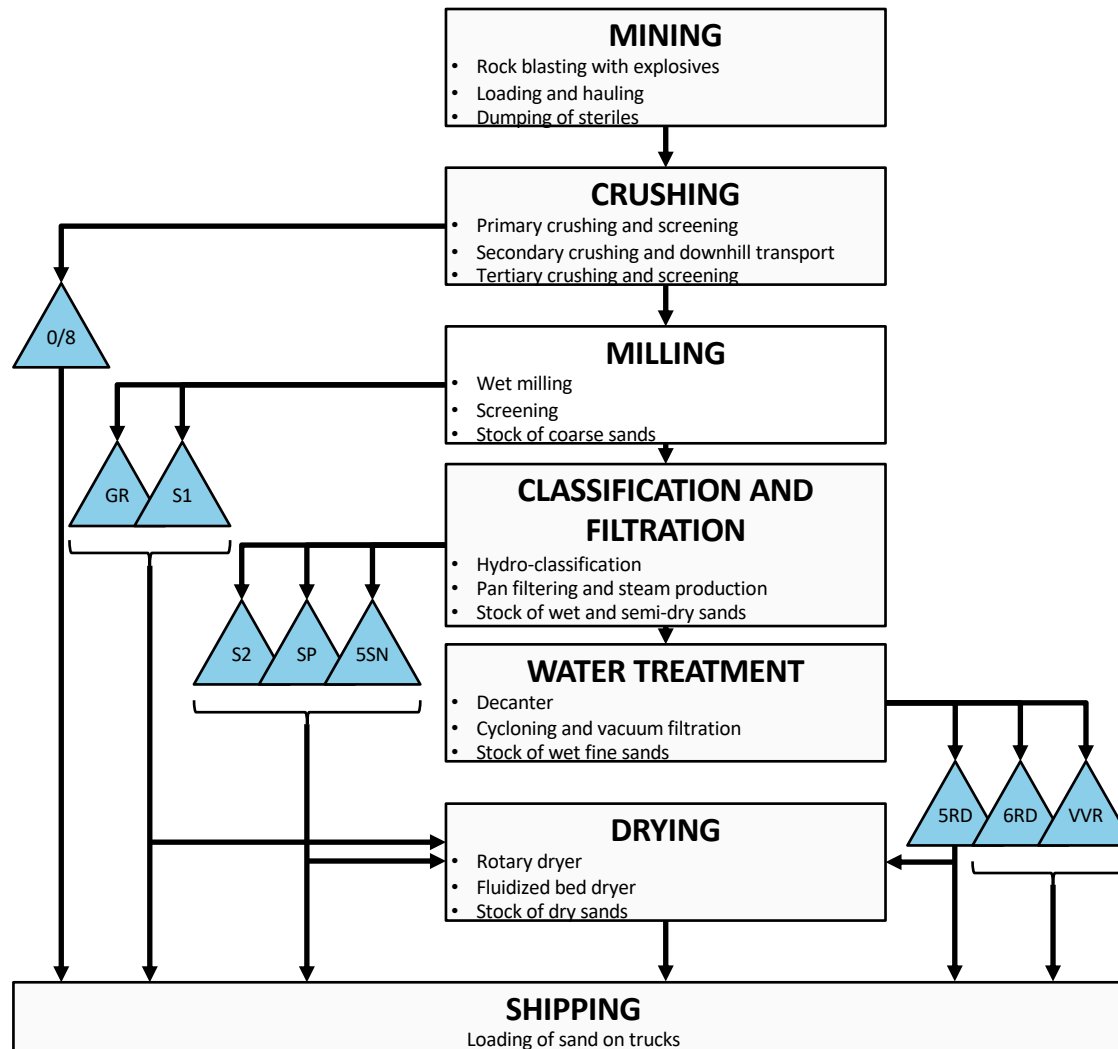 MINING
• Rock blasting with explosives
• Loading and hauling
• Dumping of steriles
CRUSHING
• Primary crushing and screening
• Secondary crushing and downhill transport
• Tertiary crushing and screening
0/8
MILLING
• Wet milling
• Screening
• Stock of coarse sands
GR
S1
CLASSIFICATION AND
FILTRATION
• Hydro-classification
• Pan filtering and steam production
• Stock of wet and semi-dry sands
S2
SP
5SN
WATER TREATMENT
• Decanter
• Cycloning and vacuum filtration
• Stock of wet fine sands
5RD
6RD
VVR
DRYING
• Rotary dryer
• Fluidized bed dryer
• Stock of dry sands
SHIPPING
Loading of sand on trucks